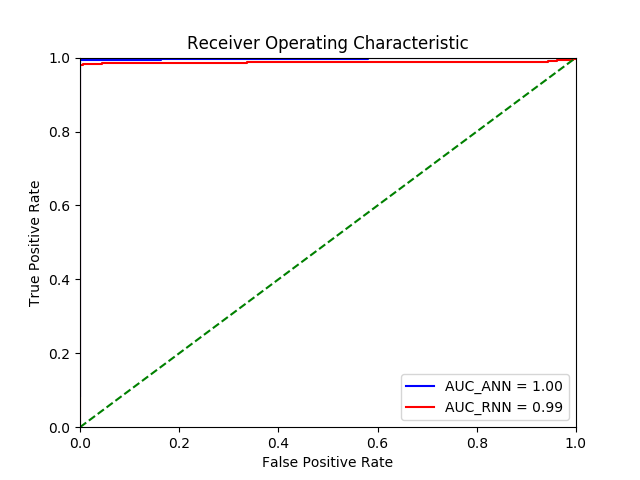 Receiver Operating Characteristic
True Positive Rate
1.0
0.8
0.6
0.4
0.2
0.0
AUC_ANN = 1.00
AUC_RNN = 0.99
0.0 0.2 0.4 0.6 0.8 1.0
False Positive Rate